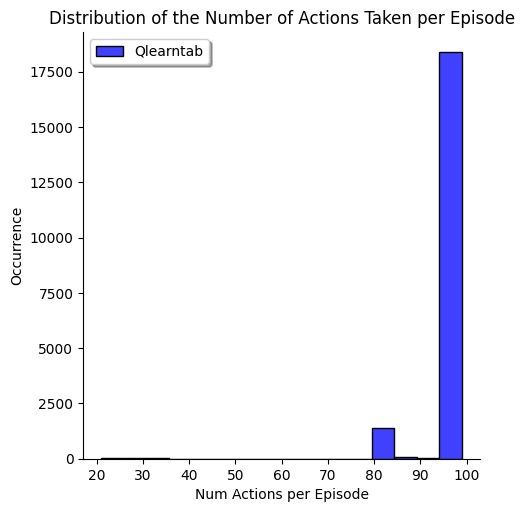 Distribution of the Number of Actions Taken per Episode
Qlearntab
17500
15000
12500
10000
7500
5000
2500
0
Occurrence
20 30 40 50 60 70 80 90 100
Num Actions per Episode